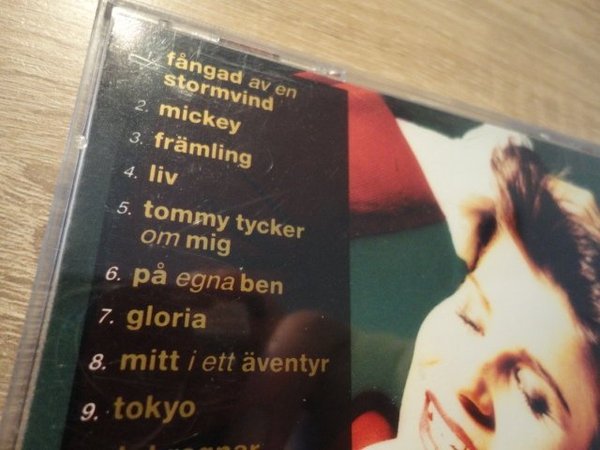 1. fångad av en
stormvind
2. mickey
3. främling
4. liv
5. tommy tycker
om mig
6. på egna ben
7. gloria
8. mitt i ett äventyr
9. tokyo